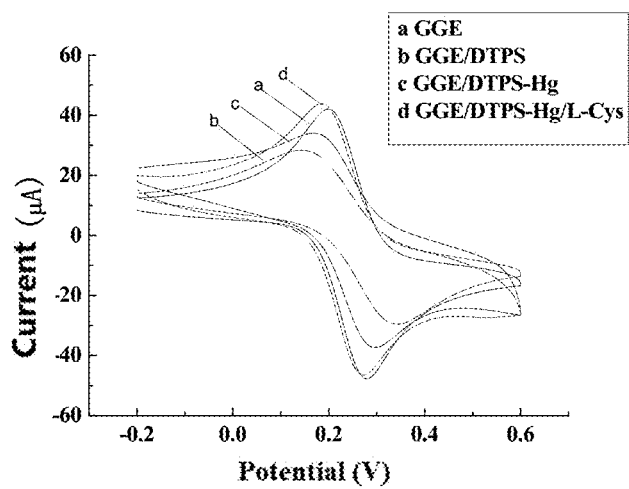 a GGE
b GGE/DTPS
c GGE/DTPS-Hg
d GGE/DTPS-Hg/L-Cys
60
40
20
0
-20
-40
-60
Current (μA)
a
d
c
b
-0.2
0.0
0.2
0.4
0.6
Potential (V)